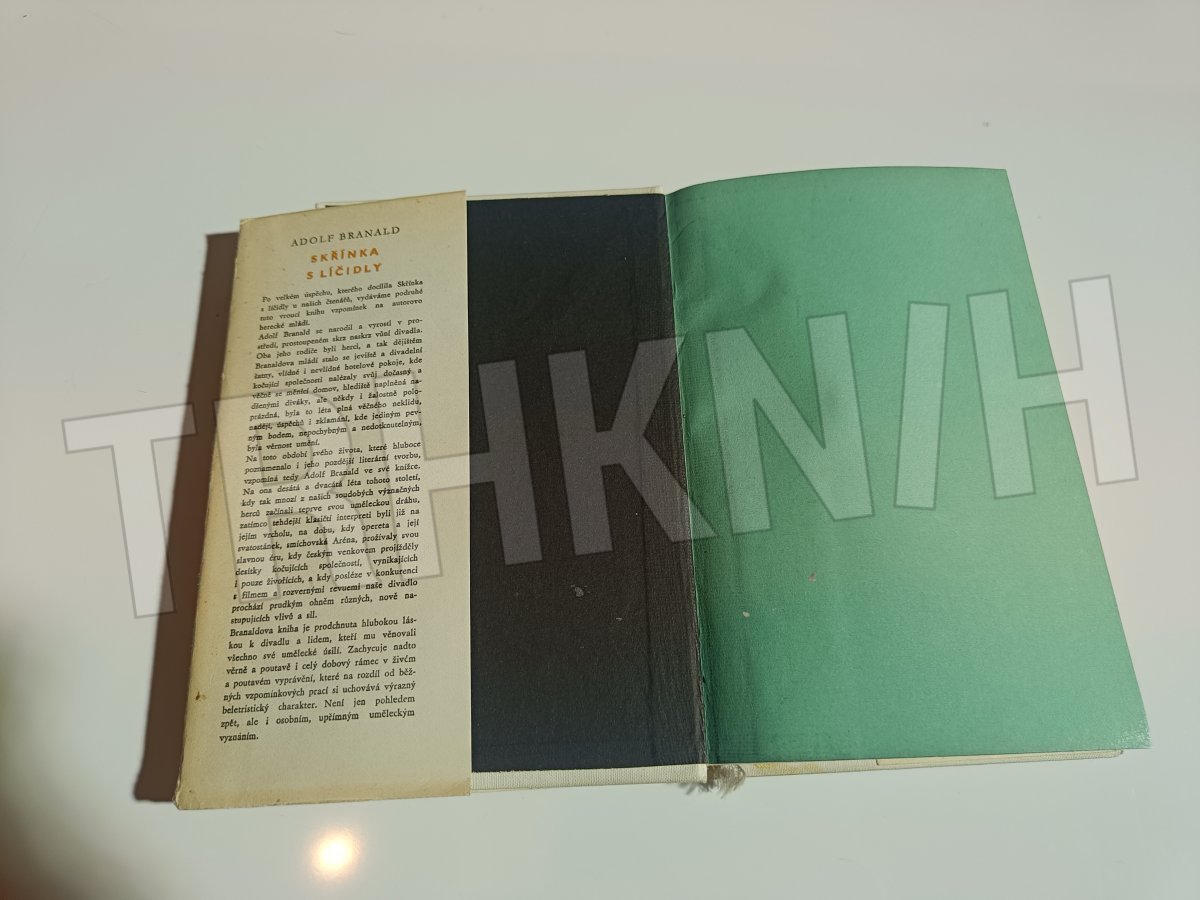 ADOLF BRANALD
SKŘÍNKA
S LÍČIDLY
Po velkém úspěchu, kterého docílila Skřínka
s líčidly u našich čtenářů, vydáváme podruhé
tuto vroucí knihu vzpomínek na autorovo
herecké mládí.
Adolf Branald se narodil a vyrostl v pro-
středí, prostoupeném skrz naskrz vůní divadla.
Oba jeho rodiče byli herci, a tak dějištěm
Branaldova mládí stalo se jeviště a divadelní
šatny, vlídné i nevlídné hotelové pokoje, kde
kočující společnosti nalézaly svůj dočasný a
věčně se měnící domov, hlediště naplněná na-
dšenými diváky, ale někdy i žalostně polo-
prázdná, byla to léta plná věčného neklidu,
nadějí, úspěchů i zklamání, kde jediným pev-
ným bodem, nepochybným a nedotknutelným,
byla věrnost umění.
Na toto období svého života, které hluboce
poznamenalo i jeho pozdější literární tvorbu,
vzpomíná tedy Adolf Branald ve své knížce.
Na ona desátá a dvacátá léta tohoto století,
kdy tak mnozí z našich soudobých význačných
herců začínali teprve svou uměleckou dráhu,
zatímco tehdejší klasičtí interpreti byli již na
jejím vrcholu, na dobu, kdy opereta a její
svatostánek, smíchovská Aréna, prožívaly svou
slavnou éru, kdy českým venkovem projížděly
desítky kočujících společností, vynikajících
i pouze živořících, a kdy posléze v konkurenci
s filmem a rozvernými revuemi naše divadlo
prochází prudkým ohněm různých, nově na-
stupujících vlivů a sil.
Branaldova kniha je prodchnuta hlubokou lás-
kou k divadlu a lidem, kteří mu věnovali
všechno své umělecké úsilí. Zachycuje nadto
věrně a poutavě i celý dobový rámec v živém
a poutavém vyprávění, které na rozdíl od běž-
ných vzpomínkových prací si uchovává výrazný
beletristický charakter. Není jen pohledem
zpět, ale i osobním, upřímným uměleckým
vyznáním.
TRHKNIH